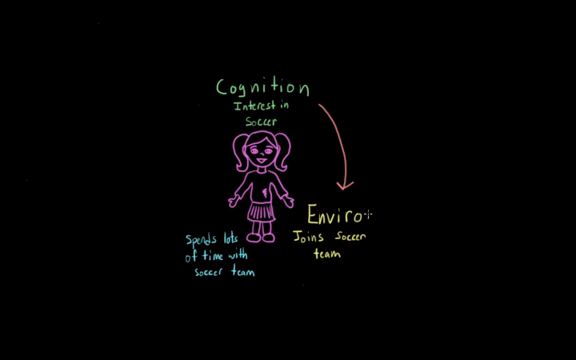 Cognition
Interest in
Soccer
Enviro
Joins Soccer
team
Spends lots
of time with
soccer team